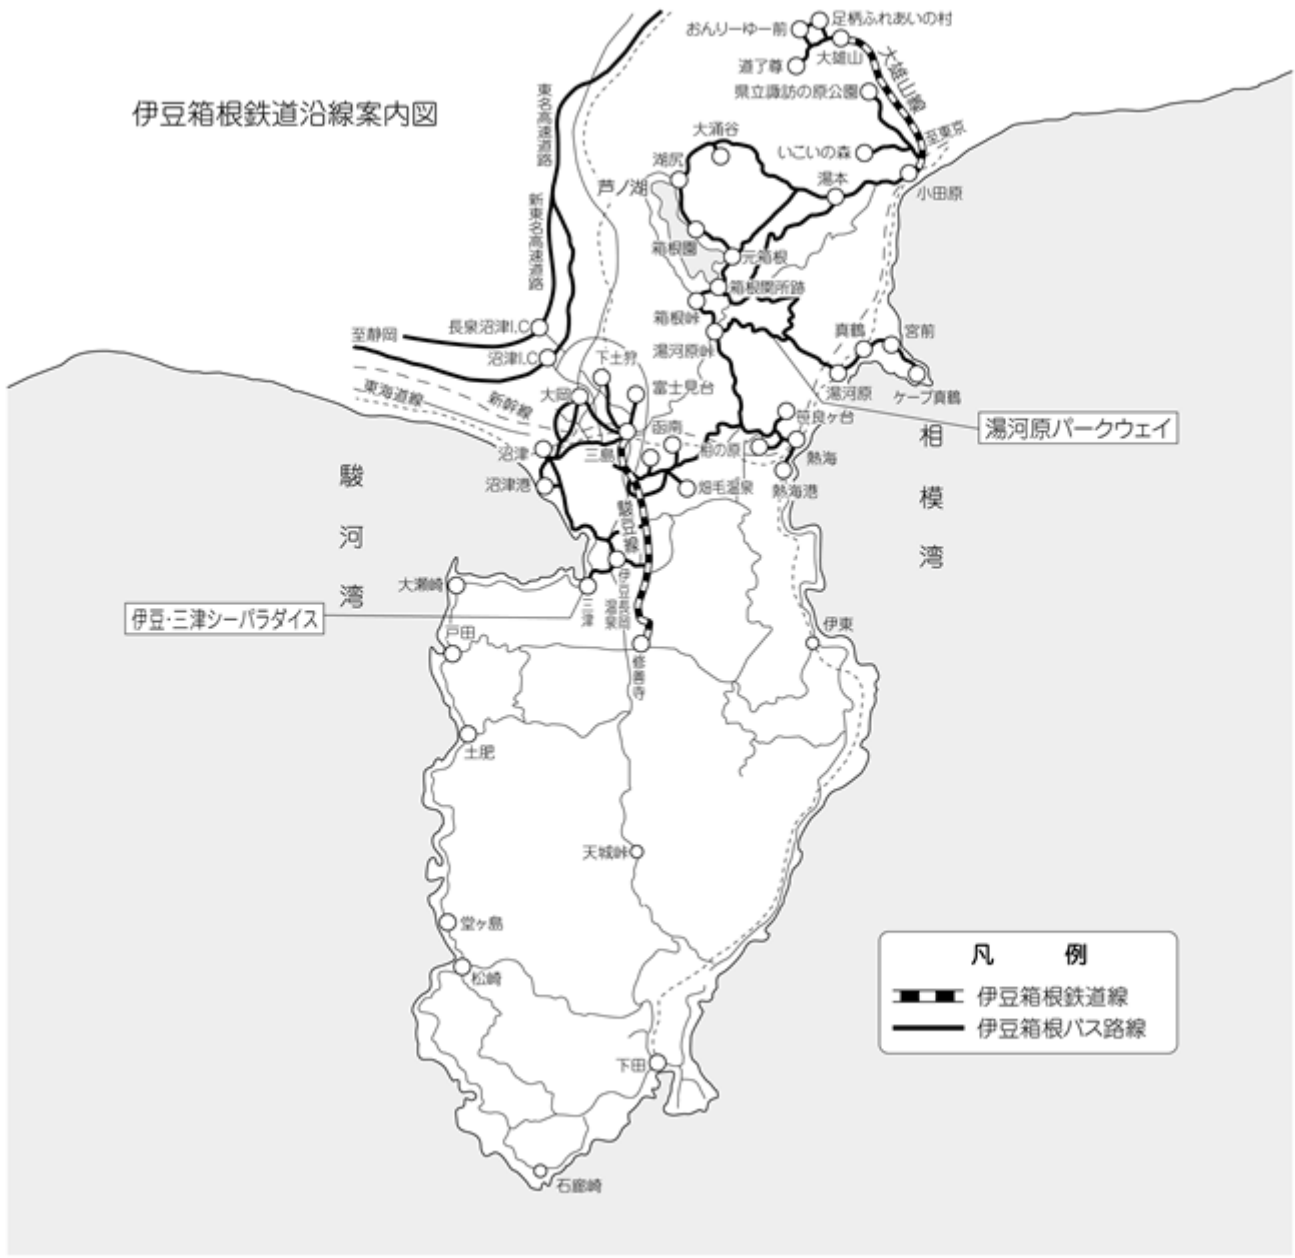 伊豆箱根鉄道沿線案内図
東名高速道路
新東名高速道路
おんりーゆー前
足柄ふれあいの村
大雄山
道了尊
大雄山線
県立諏訪の原公園
至東京
いこいの森
大涌谷
湖尻
芦ノ湖
湯本
小田原
箱根園
元箱根
箱根関所跡
箱根峠
湯河原峠
真鶴
宮前
湯河原
ケープ真鶴
至静岡
長泉沼津I.C
沼津I.C
下土狩
大岡
富士見台
東海道線
新幹線
函南
笹良ヶ台
湯河原パークウェイ
沼津
三島
相の原
熱海
沼津港
畑毛温泉
熱海港
駿河湾
相模湾
駿豆線
大瀬崎
三津
伊豆長岡温泉
伊豆・三津シーパラダイス
戸田
修善寺
伊東
土肥
天城峠
堂ヶ島
松崎
下田
石廊崎
凡例
伊豆箱根鉄道線
伊豆箱根バス路線